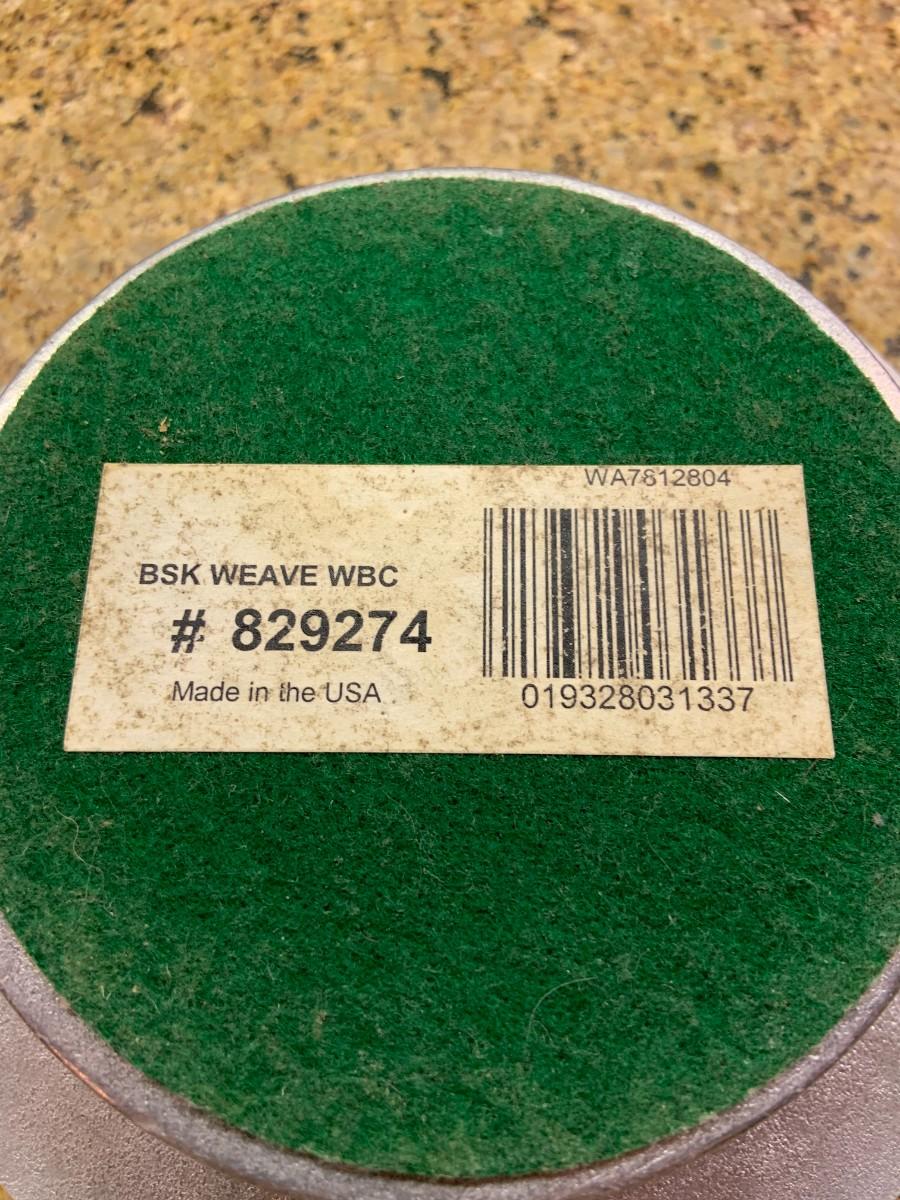 WA7812804
BSK WEAVE WBC
# 829274
Made in the USA
019328031337